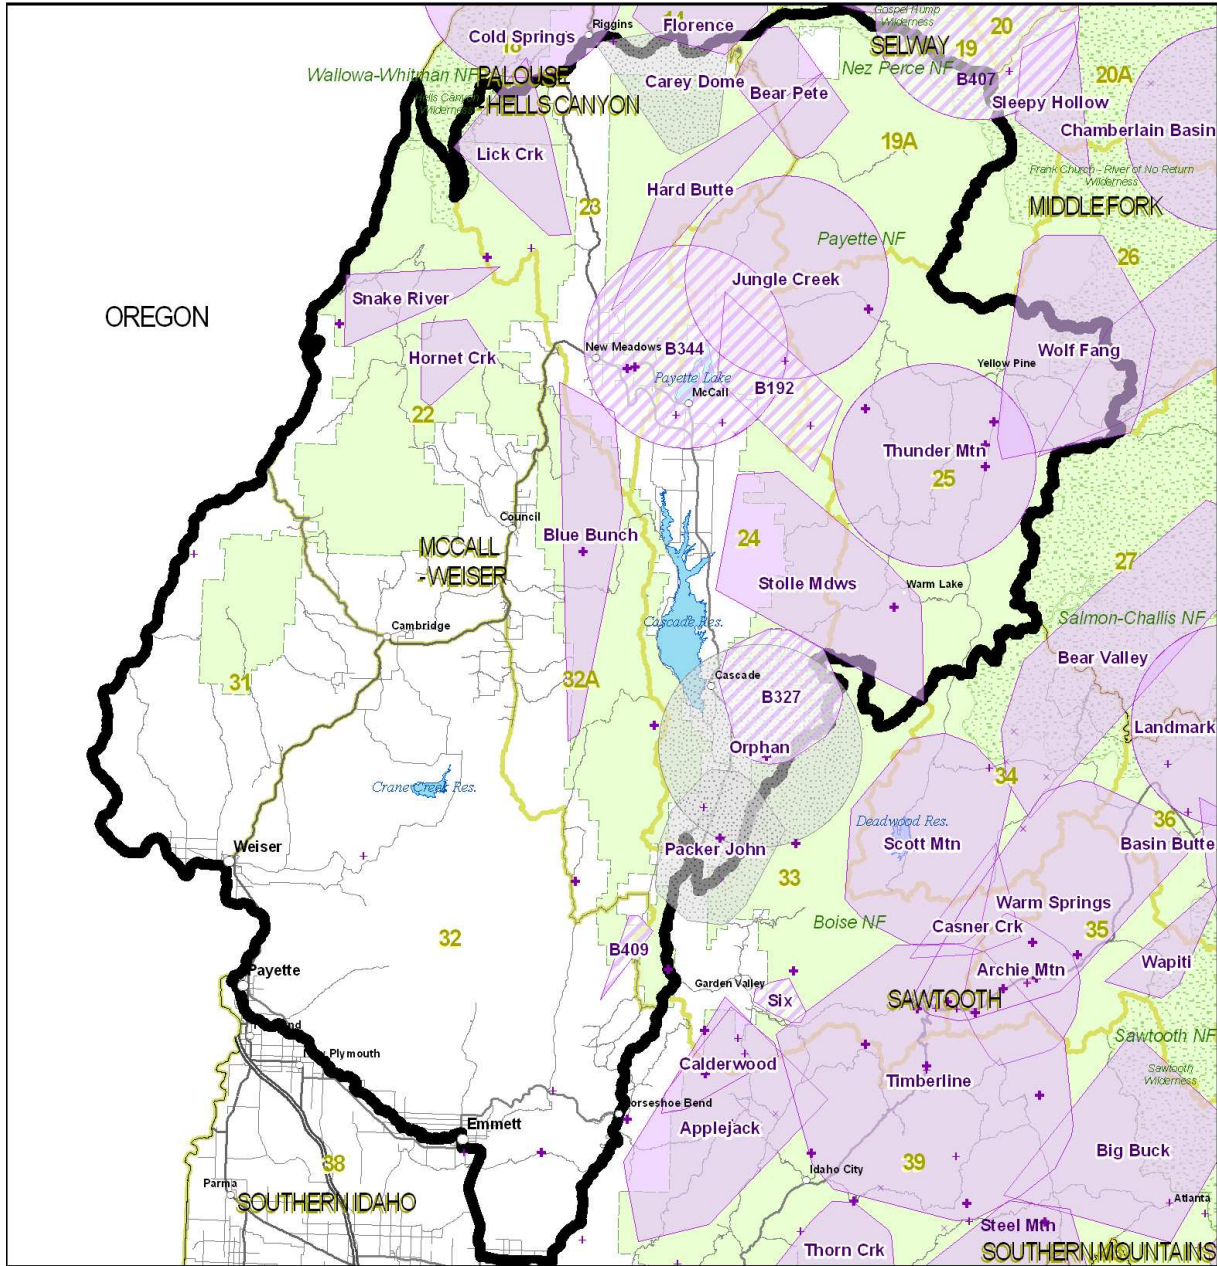 Gospel Hump
Wilderness
Riggins
Florence
Cold Springs
18
11
20
SELWAY
19
Wallowa-Whitman NF
PALOUSE
- HELLS CANYON
Hells Canyon
Wilderness
Carey Dome
Bear Pete
Nez Perce NF
B407
20A
Sleepy Hollow
Chamberlain Basin
19A
Lick Crk
Frank Church - River of No Return
Wilderness
Hard Butte
MIDDLE FORK
23
Payette NF
26
Jungle Creek
Snake River
OREGON
Hornet Crk
New Meadows
B344
Wolf Fang
Yellow Pine
Payette Lake
B192
McCall
22
Thunder Mtn
25
Council
Blue Bunch
24
MCCALL
- WEISER
27
Stolle Mdws
Warm Lake
Cascade Res.
Salmon-Challis NF
Cambridge
Bear Valley
31
32A
Cascade
B327
Landmark
Orphan
34
Crane Creek Res.
Deadwood Res.
36
Weiser
Packer John
Scott Mtn
Basin Butte
33
Warm Springs
32
Boise NF
Casner Crk
35
B409
Wapiti
Payette
Garden Valley
Archie Mtn
Six
SAWTOOTH
Sawtooth NF
Plymouth
Calderwood
Sawtooth
Wilderness
Timberline
Horseshoe Bend
Emmett
Applejack
Big Buck
38
39
Idaho City
Parma
SOUTHERN IDAHO
Atlanta
Steel Mtn
Thorn Crk
SOUTHERN MOUNTAINS